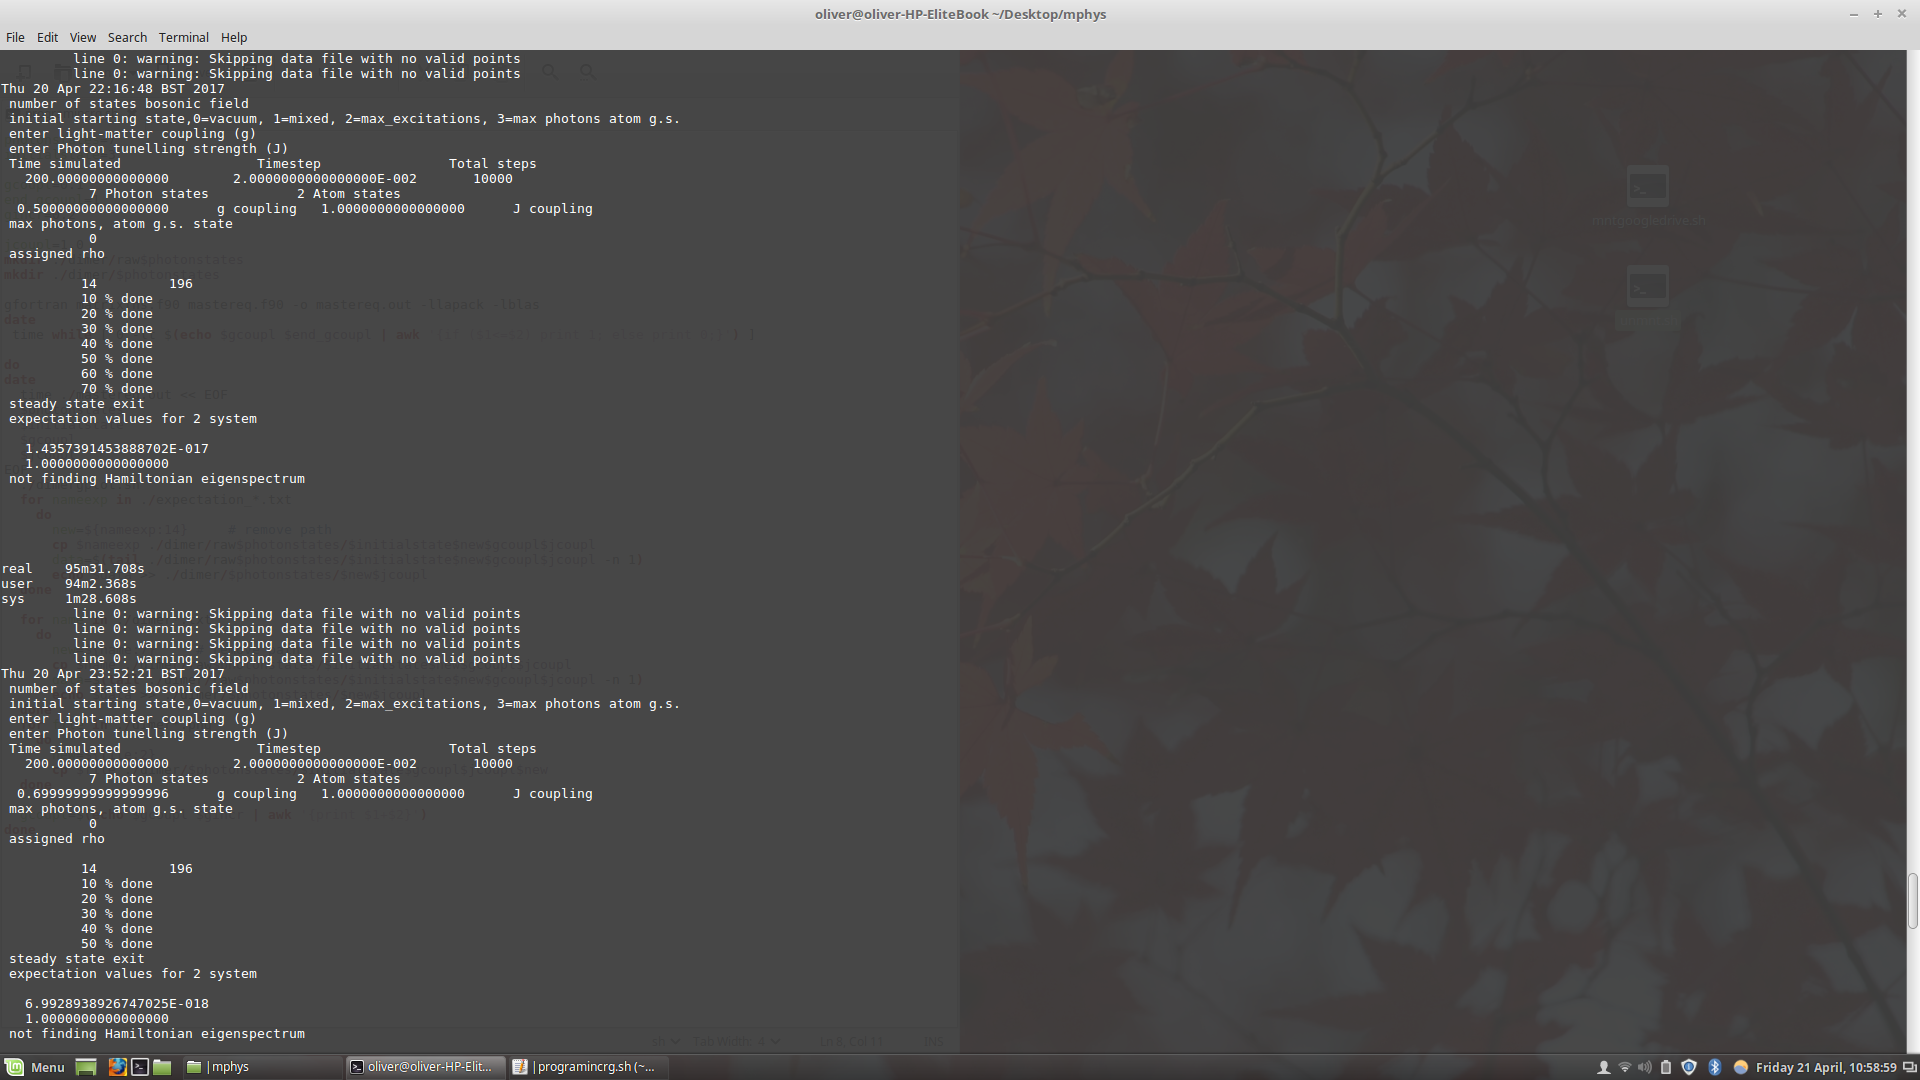 oliver@oliver-HP-EliteBook ~/Desktop/mphys
File Edit View Search Terminal Help
line 0: warning: Skipping data file with no valid points
line 0: warning: Skipping data file with no valid points
Thu 20 Apr 22:16:48 BST 2017
number of states bosonic field
initial starting state,0=vacuum, 1=mixed, 2=max_excitations, 3=max photons atom g.s.
enter light-matter coupling (g)
enter Photon tunelling strength (J)
Time simulated Timestep Total steps
200.00000000000000 2.0000000000000000E-002 10000
7 Photon states 2 Atom states
0.50000000000000000 g coupling 1.0000000000000000 J coupling
max photons, atom g.s. state
0
assigned rho
14 196
10 % done
20 % done
30 % done
40 % done
50 % done
60 % done
70 % done
steady state exit
expectation values for 2 system
1.4357391453888702E-017
1.0000000000000000
not finding Hamiltonian eigenspectrum
real 95m31.708s
user 94m2.368s
sys 1m28.608s
line 0: warning: Skipping data file with no valid points
line 0: warning: Skipping data file with no valid points
line 0: warning: Skipping data file with no valid points
line 0: warning: Skipping data file with no valid points
Thu 20 Apr 23:52:21 BST 2017
number of states bosonic field
initial starting state,0=vacuum, 1=mixed, 2=max_excitations, 3=max photons atom g.s.
enter light-matter coupling (g)
enter Photon tunelling strength (J)
Time simulated Timestep Total steps
200.00000000000000 2.0000000000000000E-002 10000
7 Photon states 2 Atom states
0.69999999999999996 g coupling 1.0000000000000000 J coupling
max photons, atom g.s. state
0
assigned rho
14 196
10 % done
20 % done
30 % done
40 % done
50 % done
steady state exit
expectation values for 2 system
6.9928938926747025E-018
1.0000000000000000
not finding Hamiltonian eigenspectrum
Menu mphys oliver@oliver-HP-Elit... programincrg.sh (~... Friday 21 April, 10:58:59